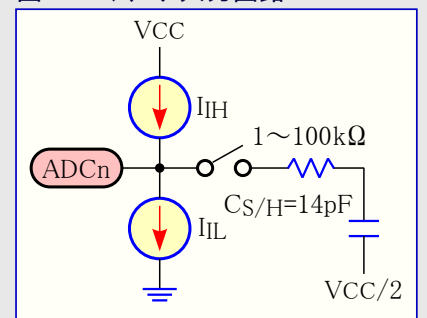 VCC
IIH
1～100kΩ
ADCn
CS/H=14pF
IIL
VCC/2